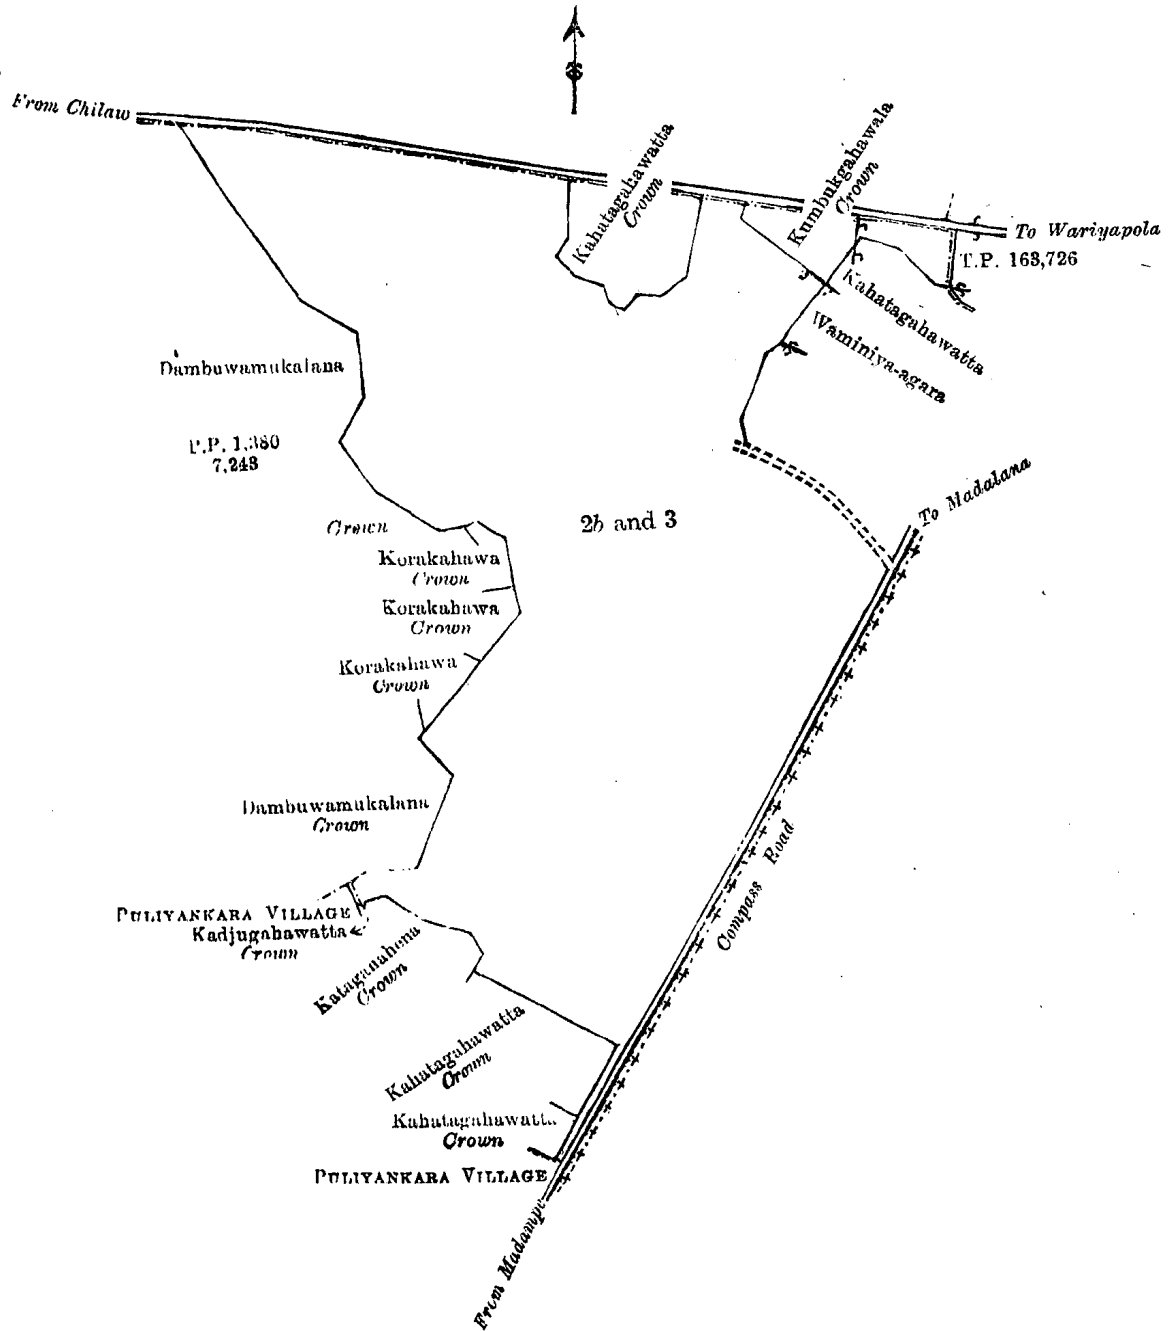 From Chilaw
Kahatagahawatta
Crown
Kumbukgahawala
Crown
To Wariyapola
T.P. 163,726
Kahatagahawatta
Waminiya-agara
Dambuwamukalana
T.P. 1,380
7,243
Crown
2b and 3
To Madalana
Korakahawa
Crown
Korakahawa
Crown
Korakahawa
Crown
Dambuwamukalana
Crown
Compass Road
PULIYANKARA VILLAGE
Kadjugahawatta
Crown
Kataganahena
Crown
Kahatagahawatta
Crown
Kahatagahawatta
Crown
PULIYANKARA VILLAGE
From Madampe